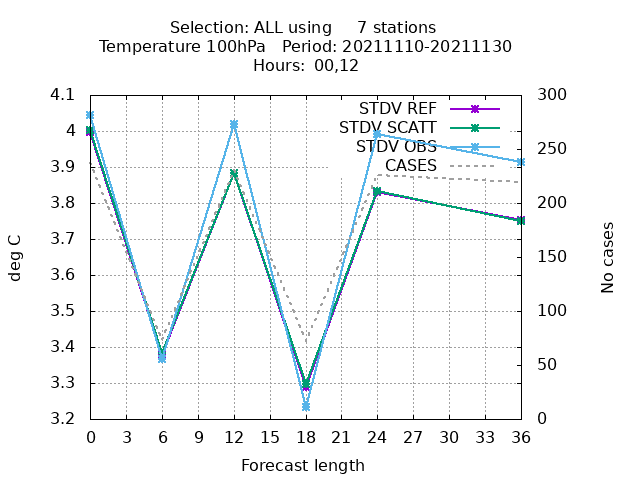 Selection: ALL using     7 stations
Temperature 100hPa   Period: 20211110-20211130
Hours:  00,12
4.1
4
3.9
3.8
3.7
3.6
3.5
3.4
3.3
3.2
deg C
STDV REF
STDV SCATT
STDV OBS
CASES
300
250
200
150
100
50
0
No cases
0 3 6 9 12 15 18 21 24 27 30 33 36
Forecast length